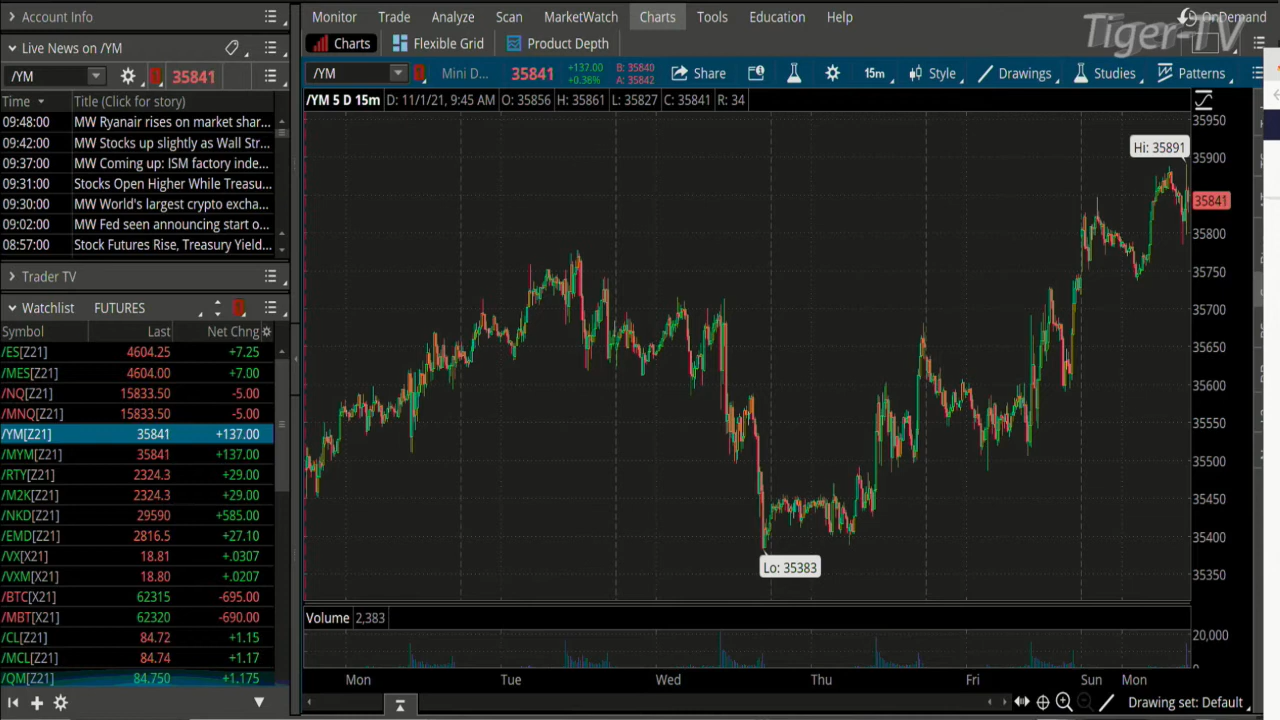 Account Info
Monitor Trade Analyze Scan MarketWatch Charts Tools Education Help
OnDemand
Tiger-TV
Live News on /YM
Charts Flexible Grid Product Depth
/YM 35841
/YM Mini D... 35841 +137.00 +0.38% B: 35840 A: 35842 Share 15m Style Drawings Studies Patterns
Time Title (Click for story)
/YM 5 D 15m D: 11/1/21, 9:45 AM O: 35856 H: 35861 L: 35827 C: 35841 R: 34
09:48:00 MW Ryanair rises on market shar...
09:42:00 MW Stocks up slightly as Wall Str...
09:37:00 MW Coming up: ISM factory inde...
09:31:00 Stocks Open Higher While Treasu...
09:30:00 MW World's largest crypto excha...
09:02:00 MW Fed seen announcing start o...
08:57:00 Stock Futures Rise, Treasury Yield...
Trader TV
Watchlist FUTURES
Symbol Last Net Chng
/ES[Z21] 4604.25 +7.25
/MES[Z21] 4604.00 +7.00
/NQ[Z21] 15833.50 -5.00
/MNQ[Z21] 15833.50 -5.00
/YM[Z21] 35841 +137.00
/MYM[Z21] 35841 +137.00
/RTY[Z21] 2324.3 +29.00
/M2K[Z21] 2324.3 +29.00
/NKD[Z21] 29590 +585.00
/EMD[Z21] 2816.5 +27.10
/VX[X21] 18.81 +.0307
/VXM[X21] 18.80 +.0207
/BTC[X21] 62315 -695.00
/MBT[X21] 62320 -690.00
/CL[Z21] 84.72 +1.15
/MCL[Z21] 84.74 +1.17
/QM[Z21] 84.750 +1.175
Hi: 35891
Lo: 35383
35950
35900
35841
35800
35750
35700
35650
35600
35550
35500
35450
35400
35350
Volume 2,383
20,000
0
Mon Tue Wed Thu Fri Sun Mon
Drawing set: Default